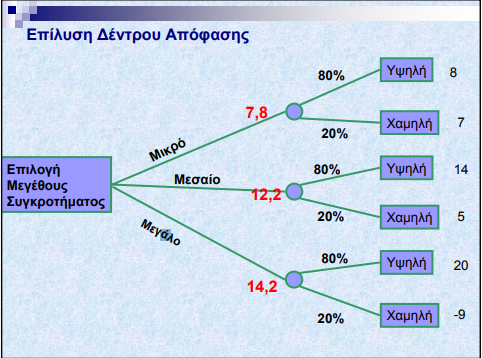 Επίλυση Δέντρου Απόφασης
80%
Υψηλή
8
7,8
20%
Χαμηλή
7
Μικρό
Επιλογή
Μεγέθους
Συγκροτήματος
Μεσαίο
80%
Υψηλή
14
12,2
20%
Χαμηλή
5
Μεγάλο
80%
Υψηλή
20
14,2
20%
Χαμηλή
-9